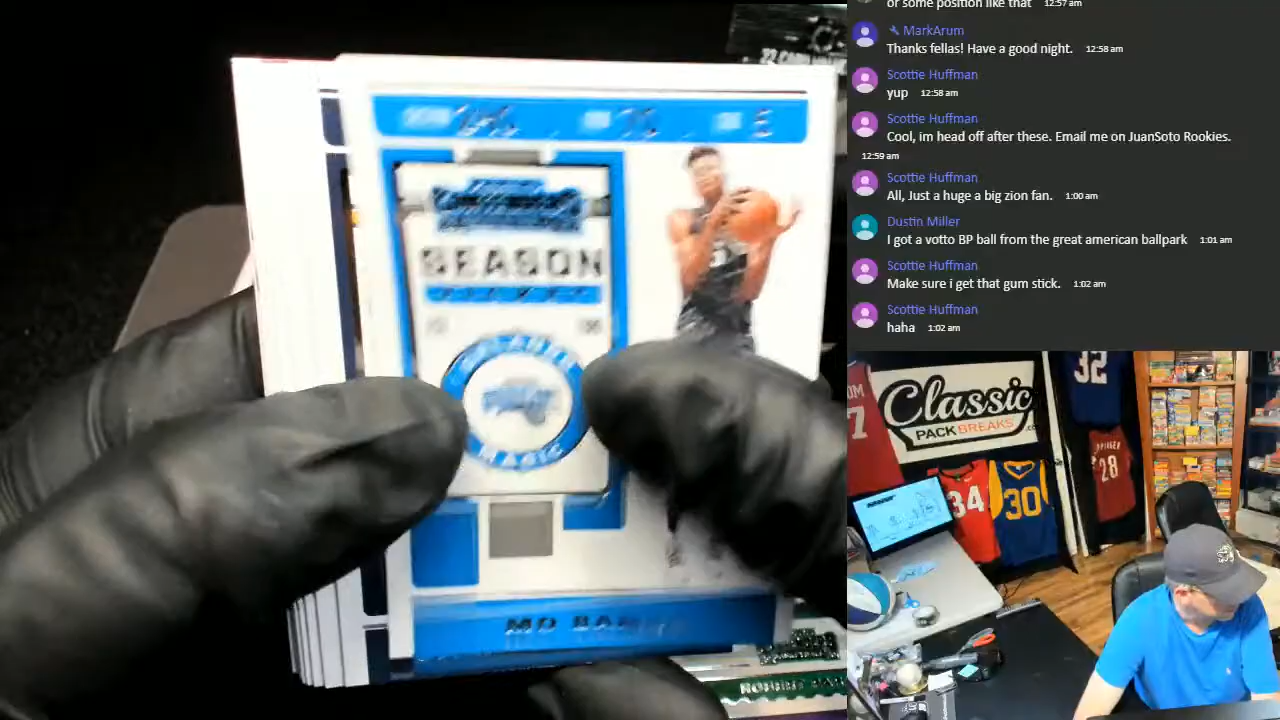 or some position like that 12:57 am
MarkArum
Thanks fellas! Have a good night. 12:58 am
Scottie Huffman
yup 12:58 am
Scottie Huffman
Cool, im head off after these. Email me on JuanSoto Rookies.
12:59 am
Scottie Huffman
All, Just a huge a big zion fan. 1:00 am
Dustin Miller
I got a votto BP ball from the great american ballpark 1:01 am
Scottie Huffman
Make sure i get that gum stick. 1:02 am
Scottie Huffman
haha 1:02 am
SEASON
MAGIC
MO BAM
Classic
PACK BREAKS
32
34
30
28
7